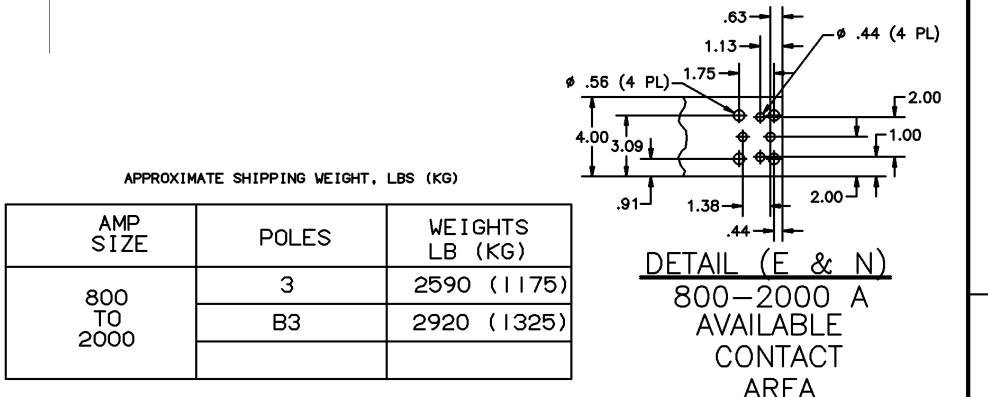 .63
1.13
ø .44 (4 PL)
1.75
ø .56 (4 PL)
2.00
4.00
3.09
1.00
.91
1.38
2.00
.44
APPROXIMATE SHIPPING WEIGHT, LBS (KG)
AMP SIZE POLES WEIGHTS LB (KG)
800 TO 2000
3 2590 (1175)
B3 2920 (1325)
DETAIL (E & N)
800-2000 A
AVAILABLE
CONTACT
AREA